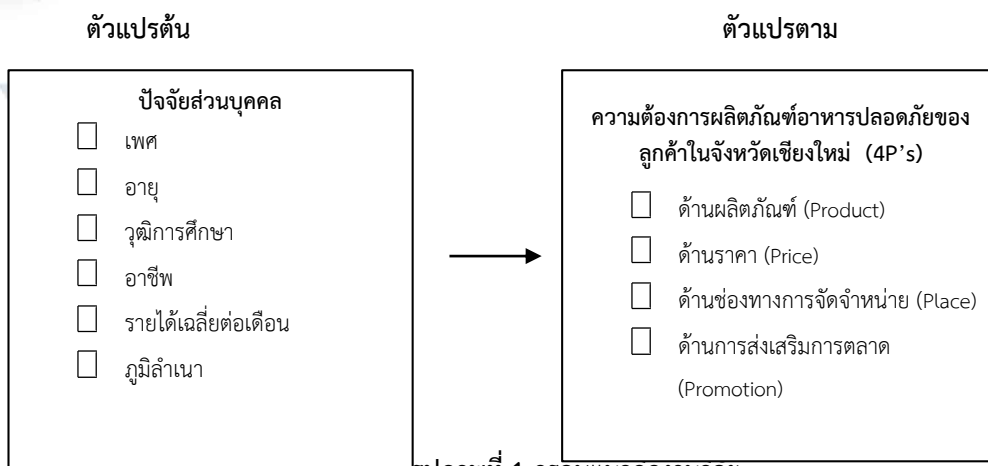 ตัวแปรต้น
ตัวแปรตาม
ปัจจัยส่วนบุคคล
เพศ
อายุ
วุฒิการศึกษา
อาชีพ
รายได้เฉลี่ยต่อเดือน
ภูมิลำเนา
ความต้องการผลิตภัณฑ์อาหารปลอดภัยของ
ลูกค้าในจังหวัดเชียงใหม่ (4P’s)
ด้านผลิตภัณฑ์ (Product)
ด้านราคา (Price)
ด้านช่องทางการจัดจำหน่าย (Place)
ด้านการส่งเสริมการตลาด
(Promotion)